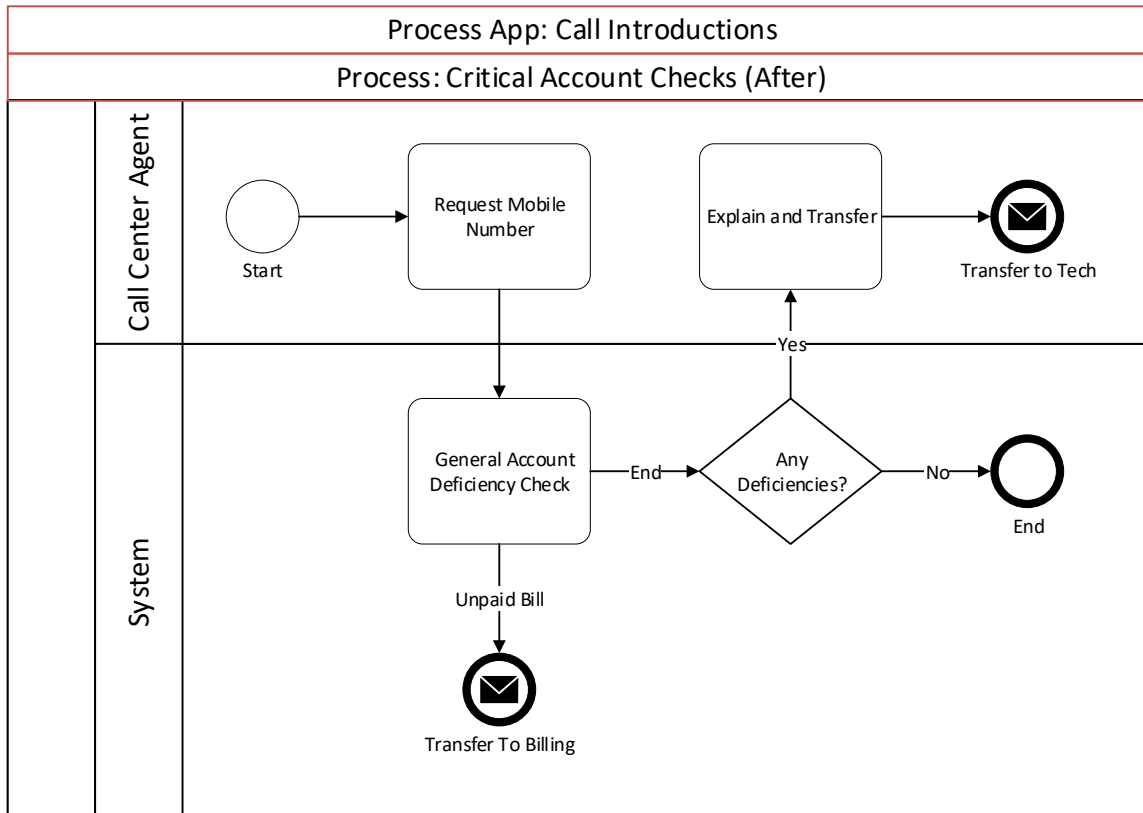 Process App: Call Introductions
Process: Critical Account Checks (After)
Call Center Agent
Start
Request Mobile
Number
Explain and Transfer
Transfer to Tech
Yes
System
General Account
Deficiency Check
End
Any
Deficiencies?
No
End
Unpaid Bill
Transfer To Billing